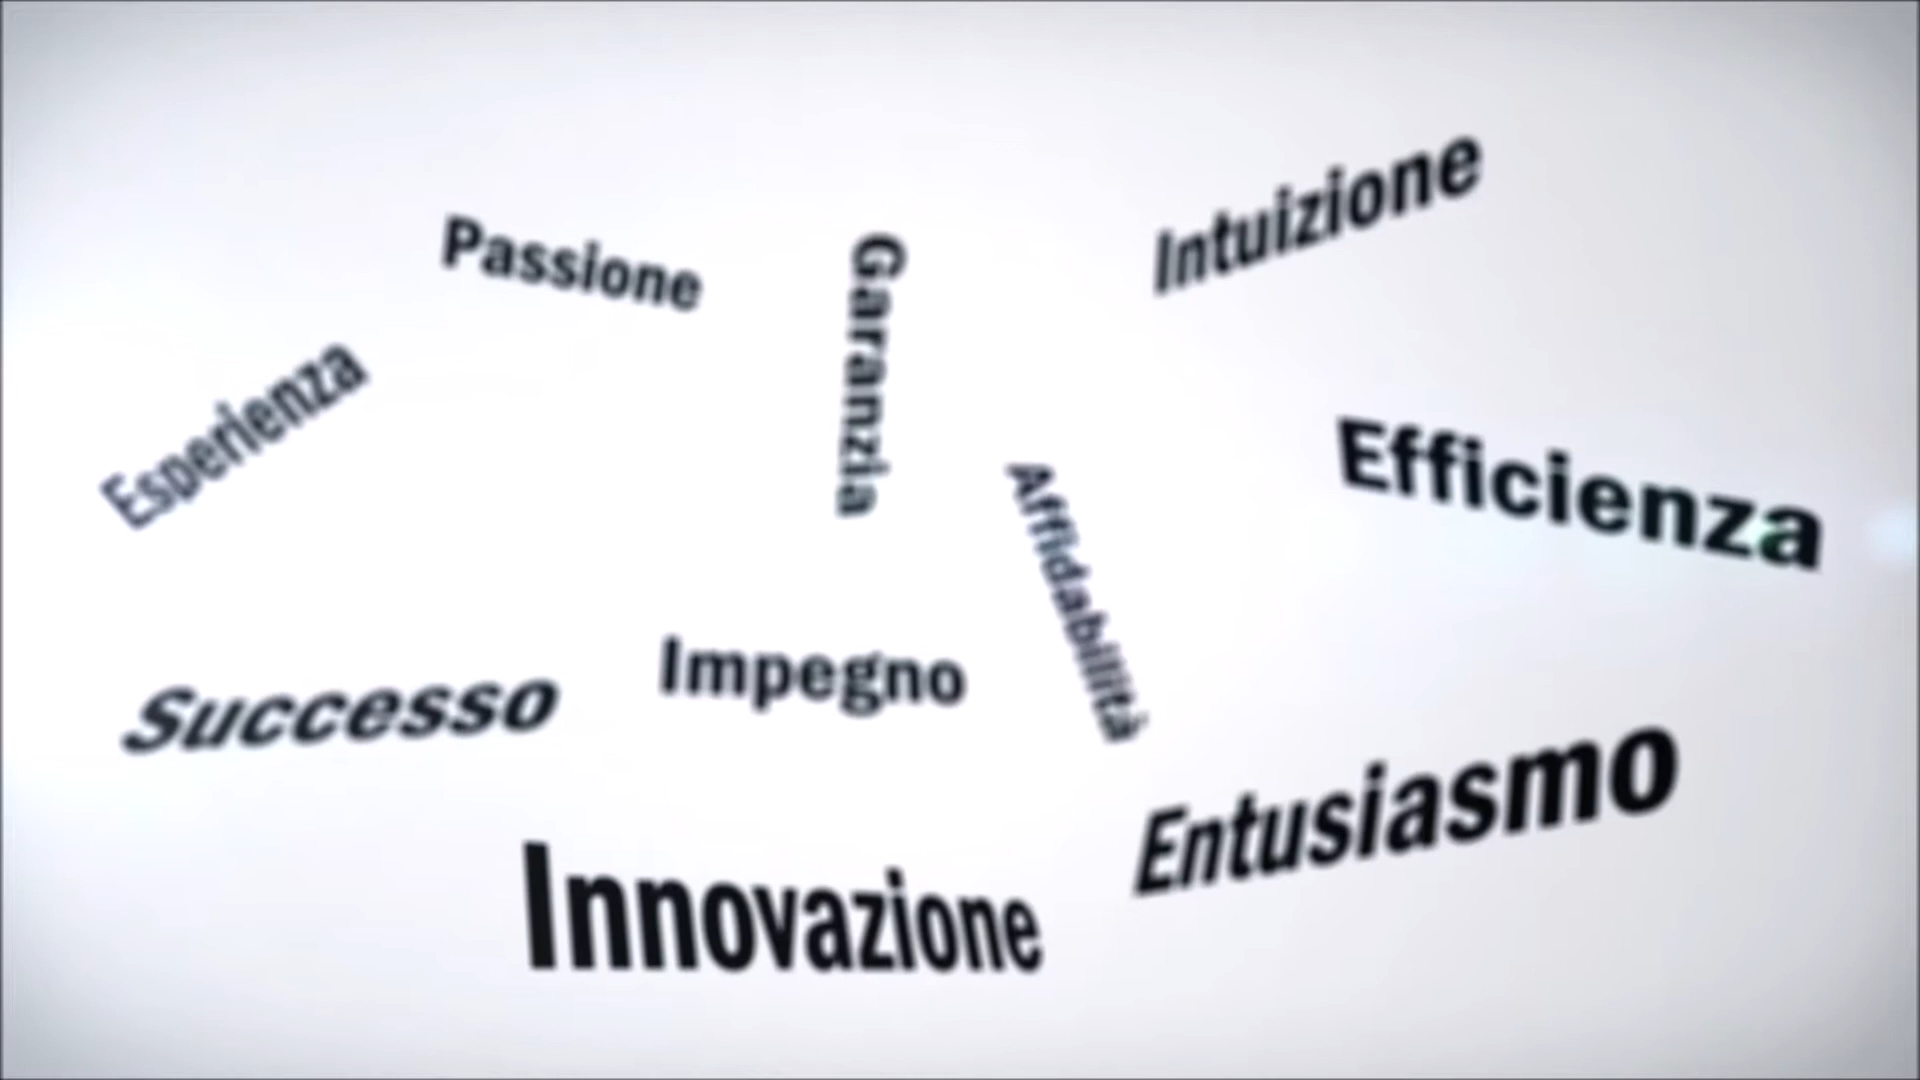 Intuizione
Passione
Garanzia
Esperienza
Efficienza
Affidabilità
Impegno
Successo
Entusiasmo
Innovazione